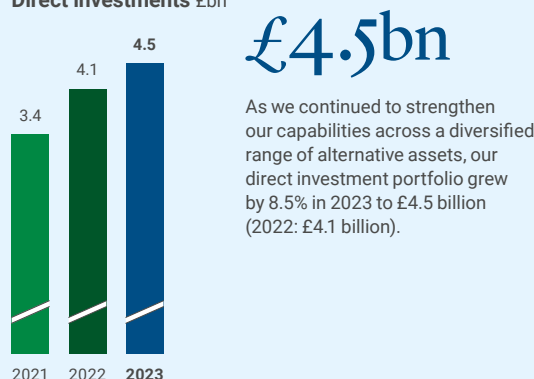 Direct investments £bn
4.5
4.1
3.4
2021 2022 2023
£4.5bn
As we continued to strengthen
our capabilities across a diversified
range of alternative assets, our
direct investment portfolio grew
by 8.5% in 2023 to £4.5 billion
(2022: £4.1 billion).